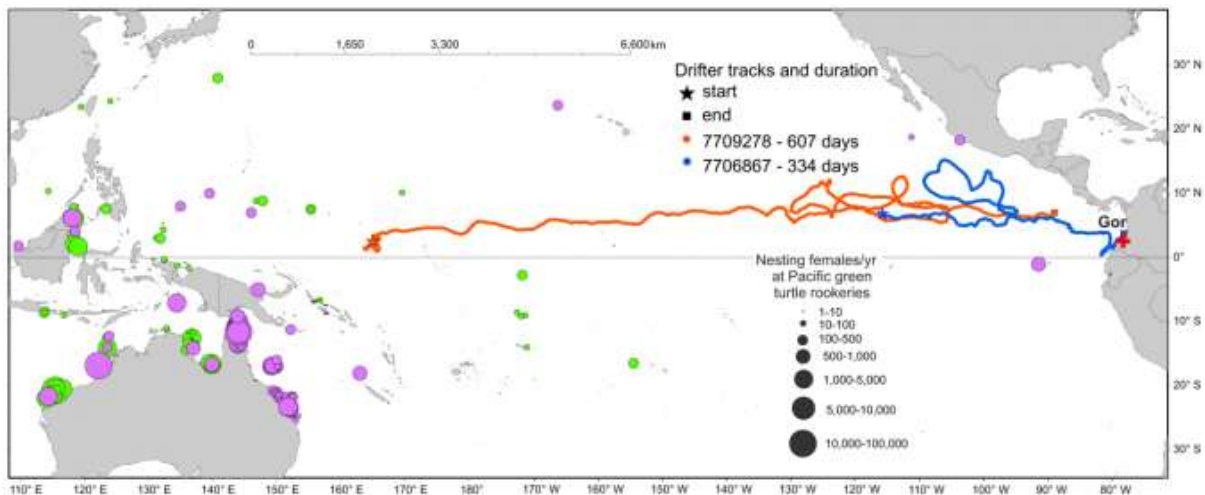 0 1,650 3,300 6,600 km
Drifter tracks and duration
start
end
7709278 - 607 days
7706867 - 334 days
30° N
20° N
10° N
Gor
0°
Nesting females/yr
at Pacific green
turtle rookeries
1-10
10-100
100-500
500-1,000
1,000-5,000
5,000-10,000
10,000-100,000
10° S
20° S
30° S
110° E 120° E 130° E 140° E 150° E 160° E 170° E 180° 170° W 160° W 150° W 140° W 130° W 120° W 110° W 100° W 90° W 80° W